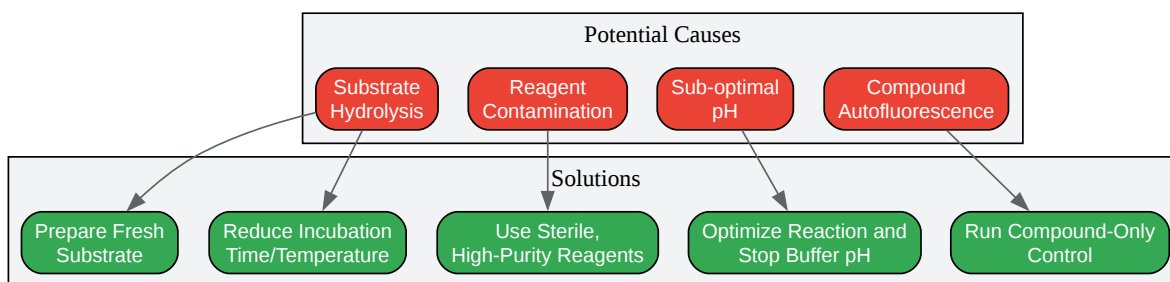 Potential Causes
Substrate
Hydrolysis
Reagent
Contamination
Sub-optimal
pH
Compound
Autofluorescence
Solutions
Prepare Fresh
Substrate
Reduce Incubation
Time/Temperature
Use Sterile,
High-Purity Reagents
Optimize Reaction and
Stop Buffer pH
Run Compound-Only
Control